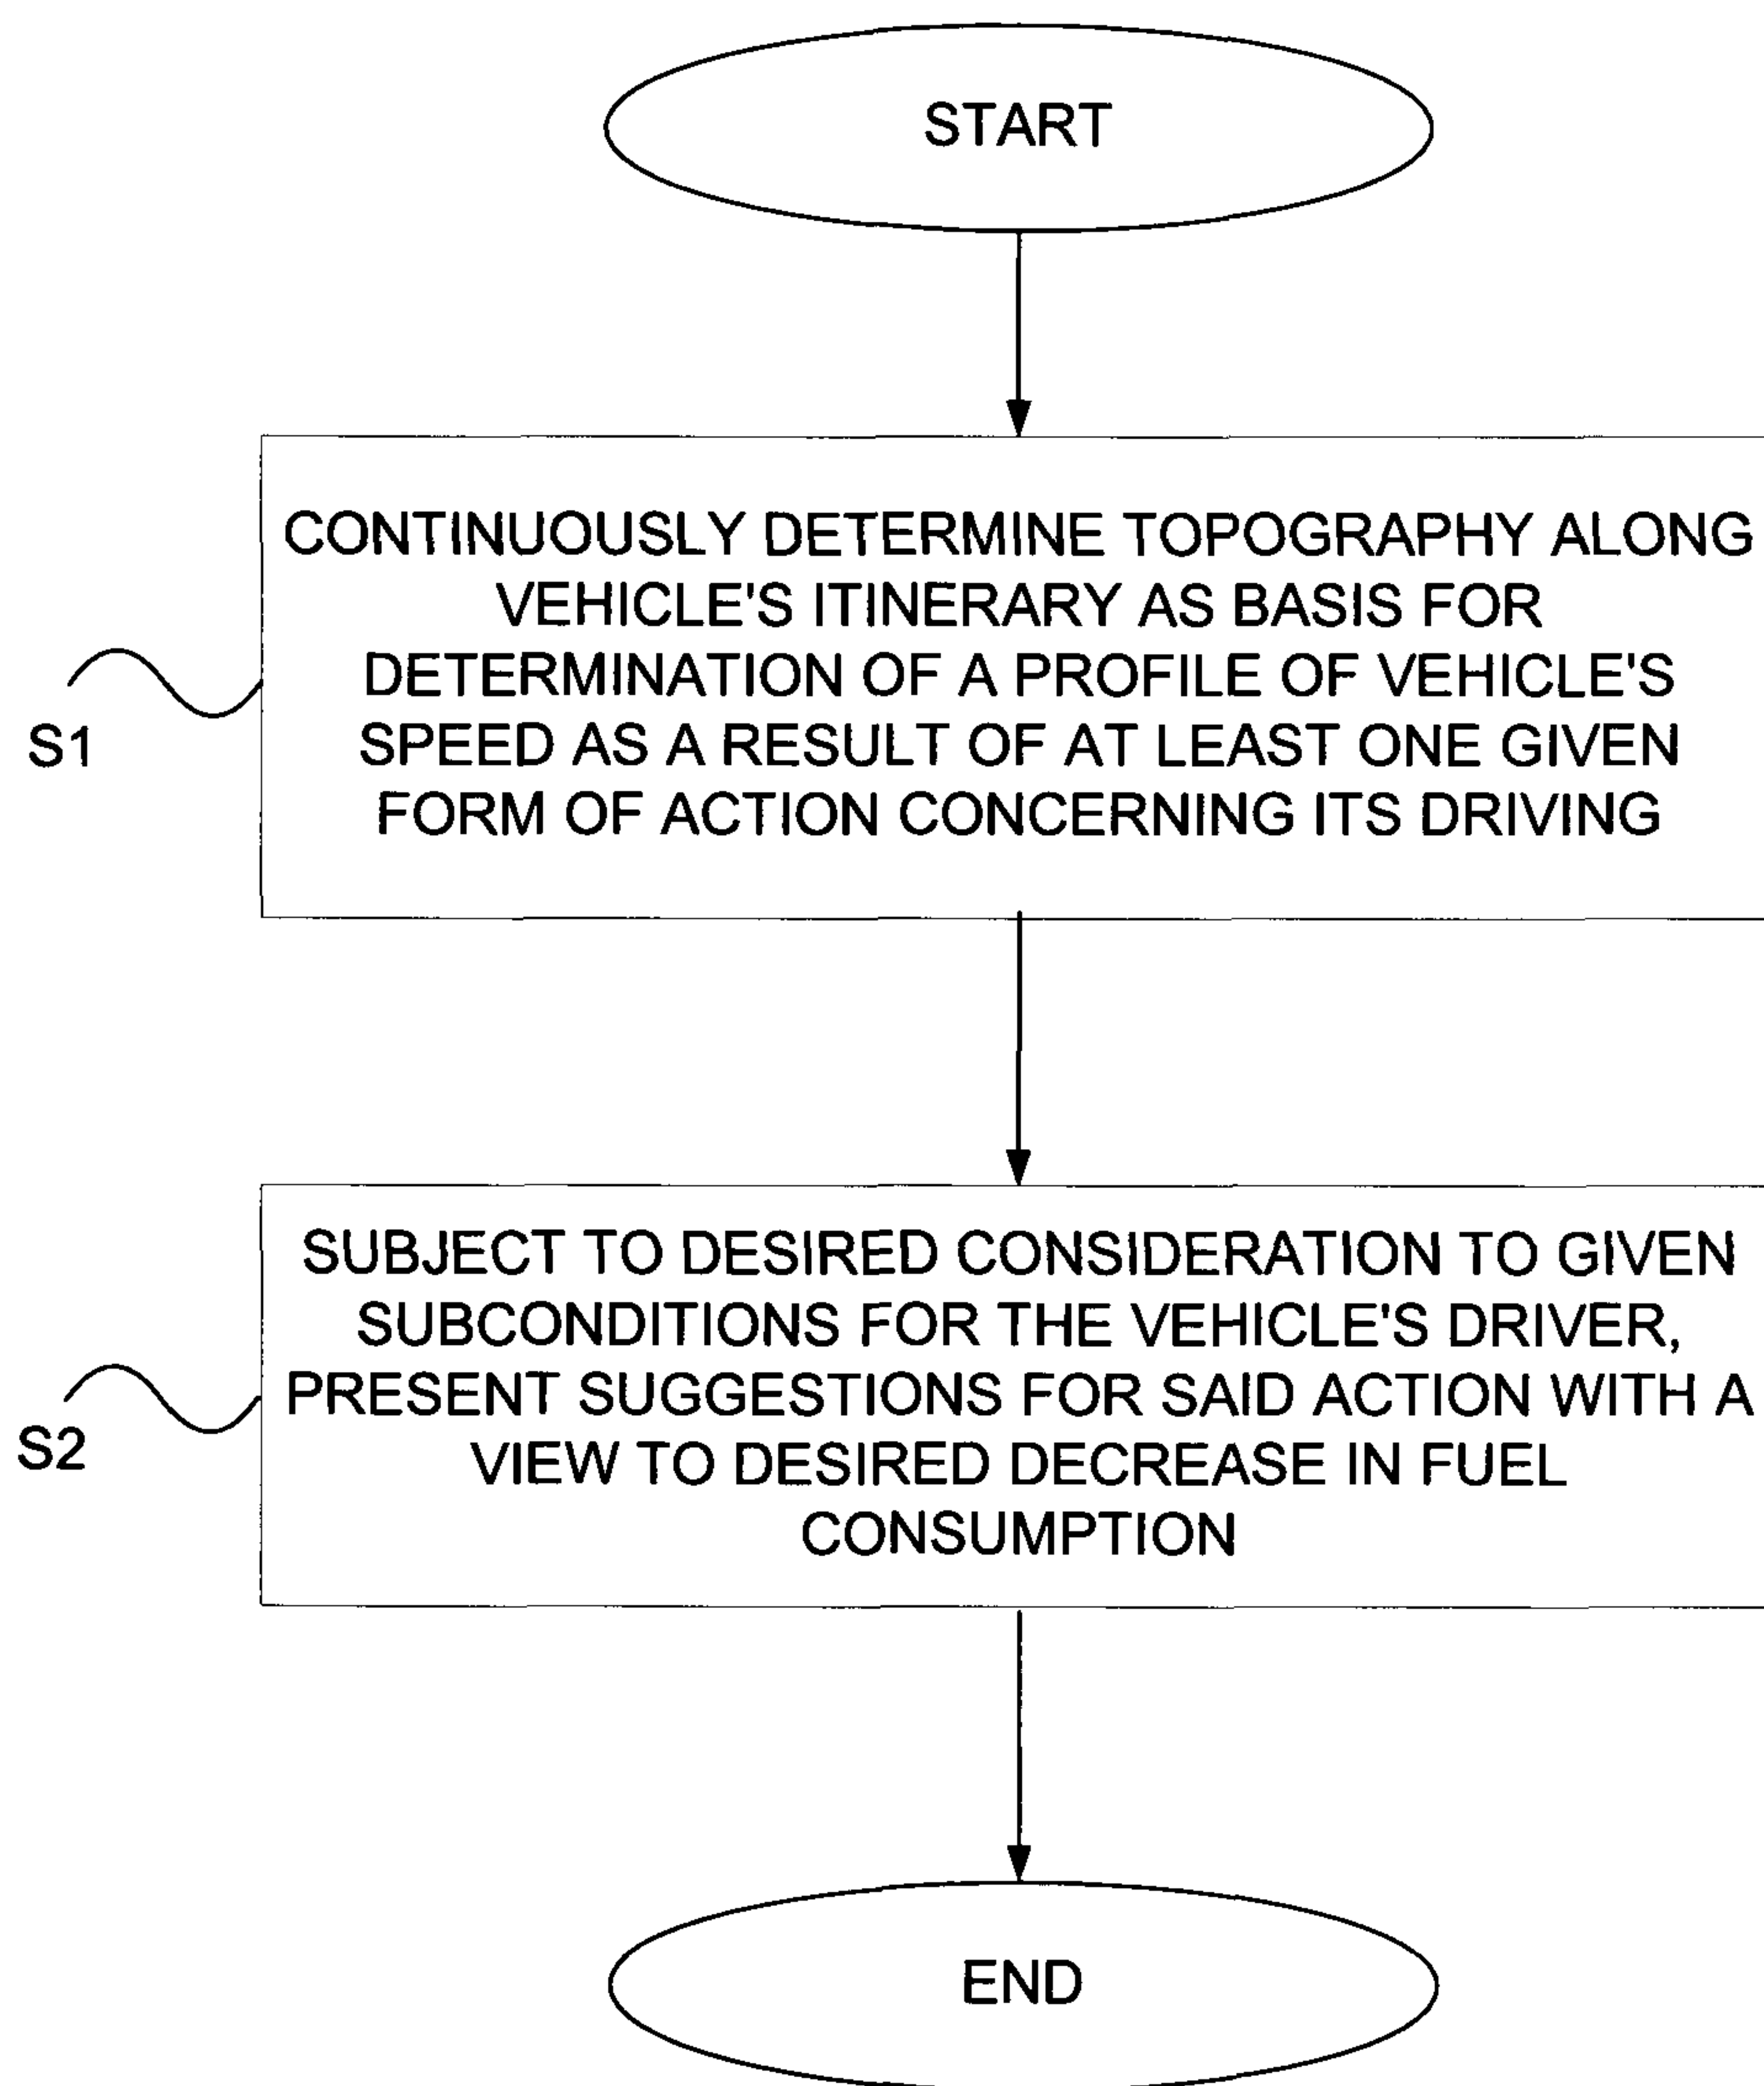 START
CONTINUOUSLY DETERMINE TOPOGRAPHY ALONG
VEHICLE'S ITINERARY AS BASIS FOR
DETERMINATION OF A PROFILE OF VEHICLE'S
SPEED AS A RESULT OF AT LEAST ONE GIVEN
FORM OF ACTION CONCERNING ITS DRIVING
S1
SUBJECT TO DESIRED CONSIDERATION TO GIVEN
SUBCONDITIONS FOR THE VEHICLE'S DRIVER,
PRESENT SUGGESTIONS FOR SAID ACTION WITH A
VIEW TO DESIRED DECREASE IN FUEL
CONSUMPTION
S2
END